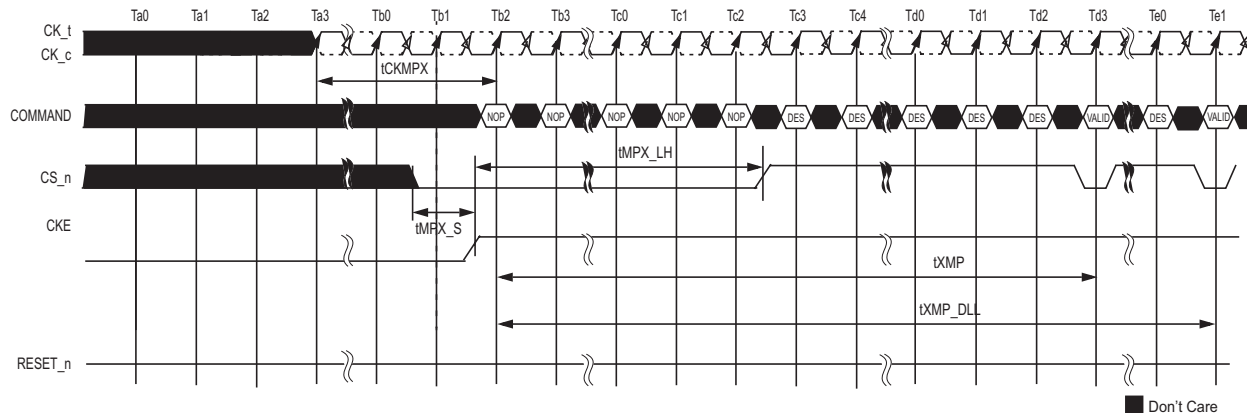 Ta0 Ta1 Ta2 Ta3 Tb0 Tb1 Tb2 Tb3 Tc0 Tc1 Tc2 Tc3 Tc4 Td0 Td1 Td2 Td3 Te0 Te1
CK_t
CK_c
tCKMPX
COMMAND NOP NOP NOP NOP NOP DES DES DES DES DES VALID DES VALID
tMPX_LH
CS_n
tMPX_S
CKE
tXMP
tXMP_DLL
RESET_n
Don't Care